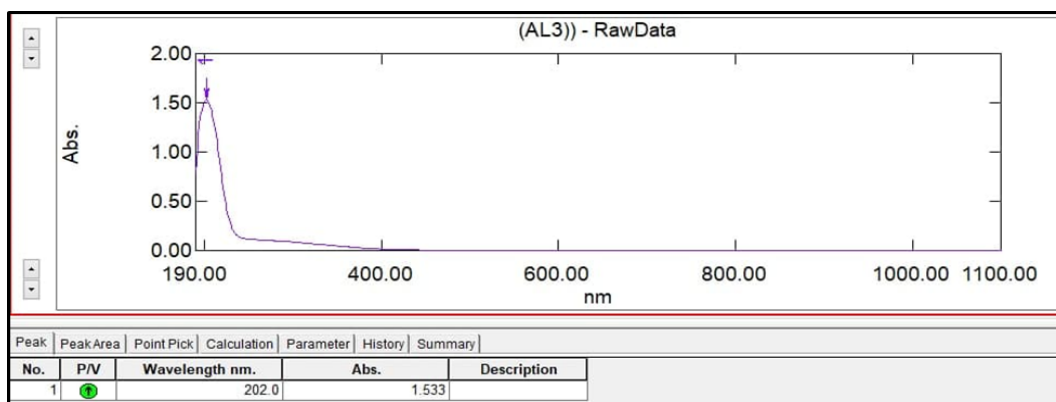 (AL3)) - RawData
2.00
1.50
1.00
0.50
0.00
Abs.
190.00 400.00 600.00 800.00 1000.00 1100.00
nm
Peak Peak Area Point Pick Calculation Parameter History Summary
No. P/V Wavelength nm. Abs. Description
1 202.0 1.533